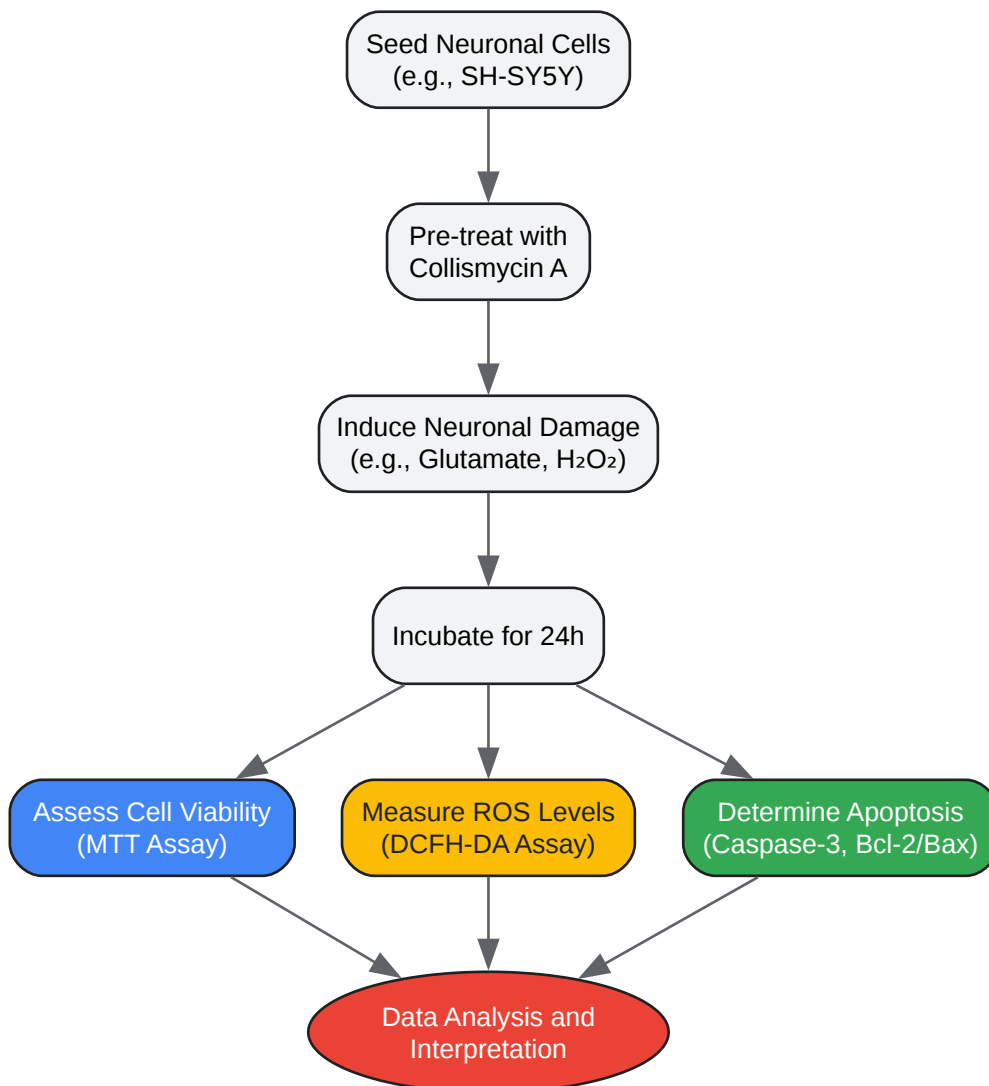 Seed Neuronal Cells
(e.g., SH-SY5Y)
Pre-treat with
Collismycin A
Induce Neuronal Damage
(e.g., Glutamate, H₂O₂)
Incubate for 24h
Assess Cell Viability
(MTT Assay)
Measure ROS Levels
(DCFH-DA Assay)
Determine Apoptosis
(Caspase-3, Bcl-2/Bax)
Data Analysis and
Interpretation